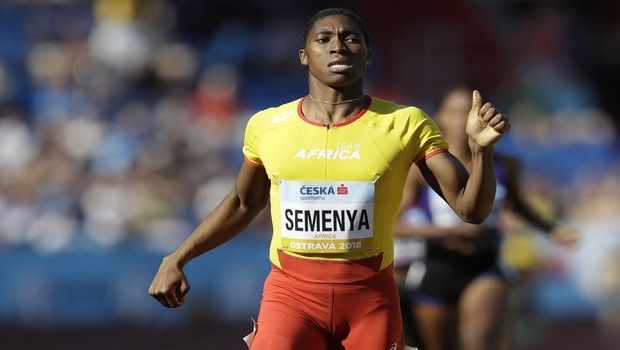 TEAM
AFRICA
ČESKÁ
spořitelna
SEMENYA
AFRICA
OSTRAVA 2018